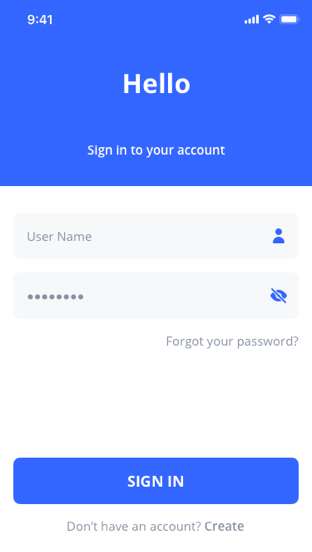 9:41
Hello
Sign in to your account
User Name
●●●●●●●●
Forgot your password?
SIGN IN
Don't have an account? Create